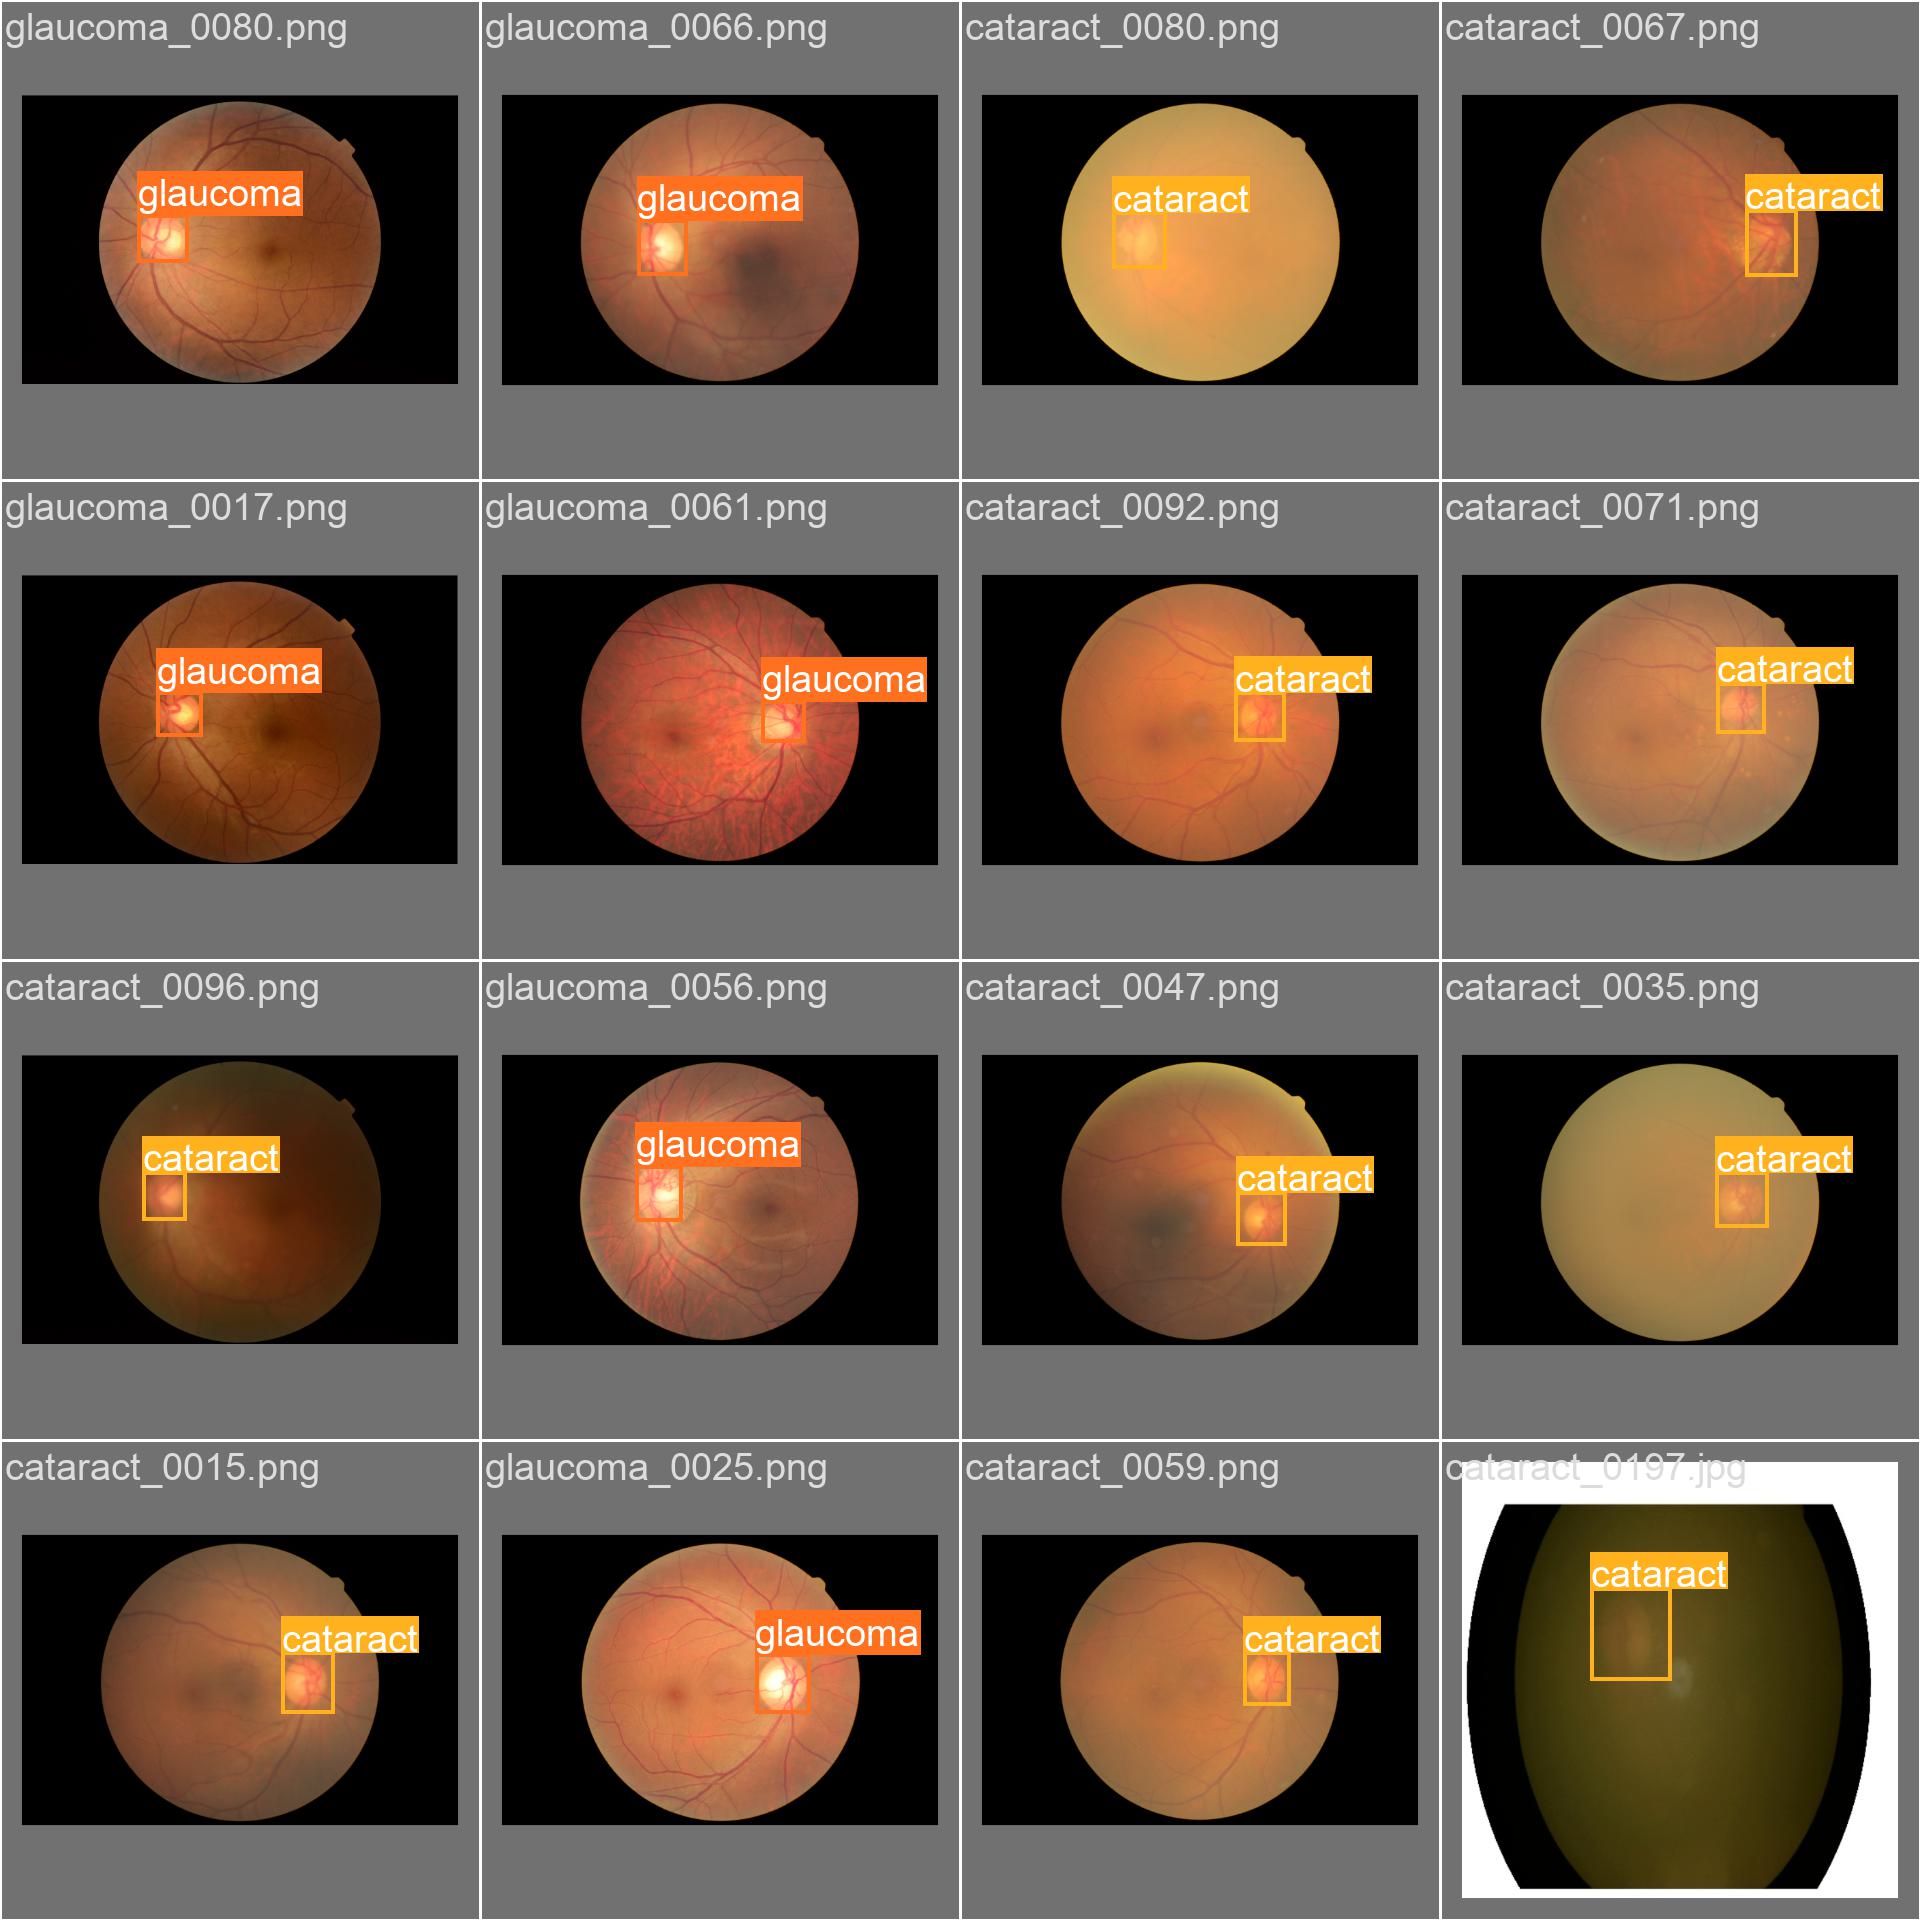 glaucoma_0080.png
glaucoma
glaucoma_0066.png
glaucoma
cataract_0080.png
cataract
cataract_0067.png
cataract
glaucoma_0017.png
glaucoma
glaucoma_0061.png
glaucoma
cataract_0092.png
cataract
cataract_0071.png
cataract
cataract_0096.png
cataract
glaucoma_0056.png
glaucoma
cataract_0047.png
cataract
cataract_0035.png
cataract
cataract_0015.png
cataract
glaucoma_0025.png
glaucoma
cataract_0059.png
cataract
cataract_0197.jpg
cataract